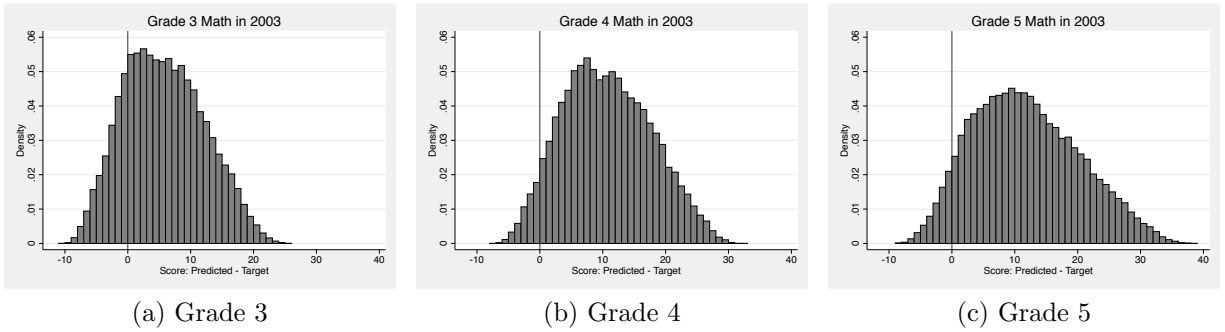 Grade 3 Math in 2003
.06
.05
.04
.03
.02
.01
0
Density
-10 0 10 20 30 40
Score: Predicted - Target
(a) Grade 3
Grade 4 Math in 2003
.06
.05
.04
.03
.02
.01
0
Density
-10 0 10 20 30 40
Score: Predicted - Target
(b) Grade 4
Grade 5 Math in 2003
.06
.05
.04
.03
.02
.01
0
Density
-10 0 10 20 30 40
Score: Predicted - Target
(c) Grade 5